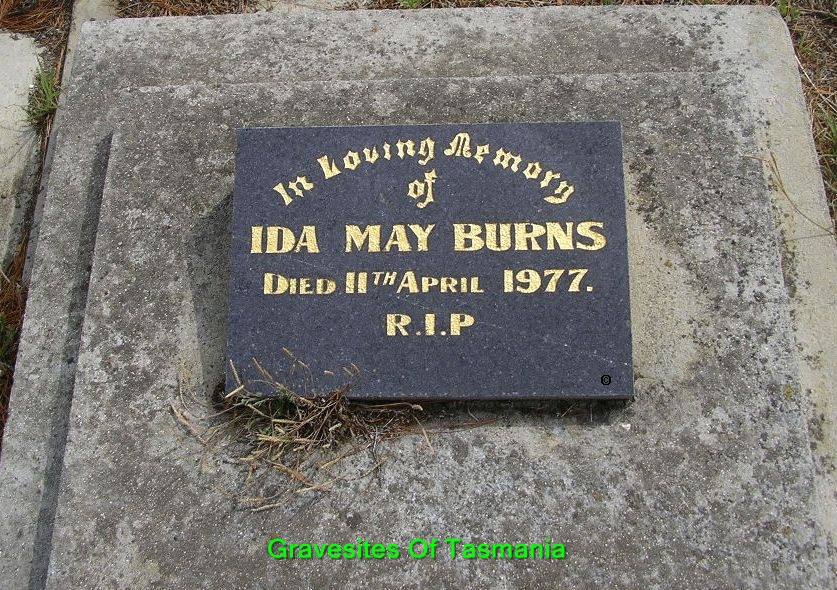 In Loving Memory
of
IDA MAY BURNS
DIED 11TH APRIL 1977.
R.I.P
Gravesites Of Tasmania